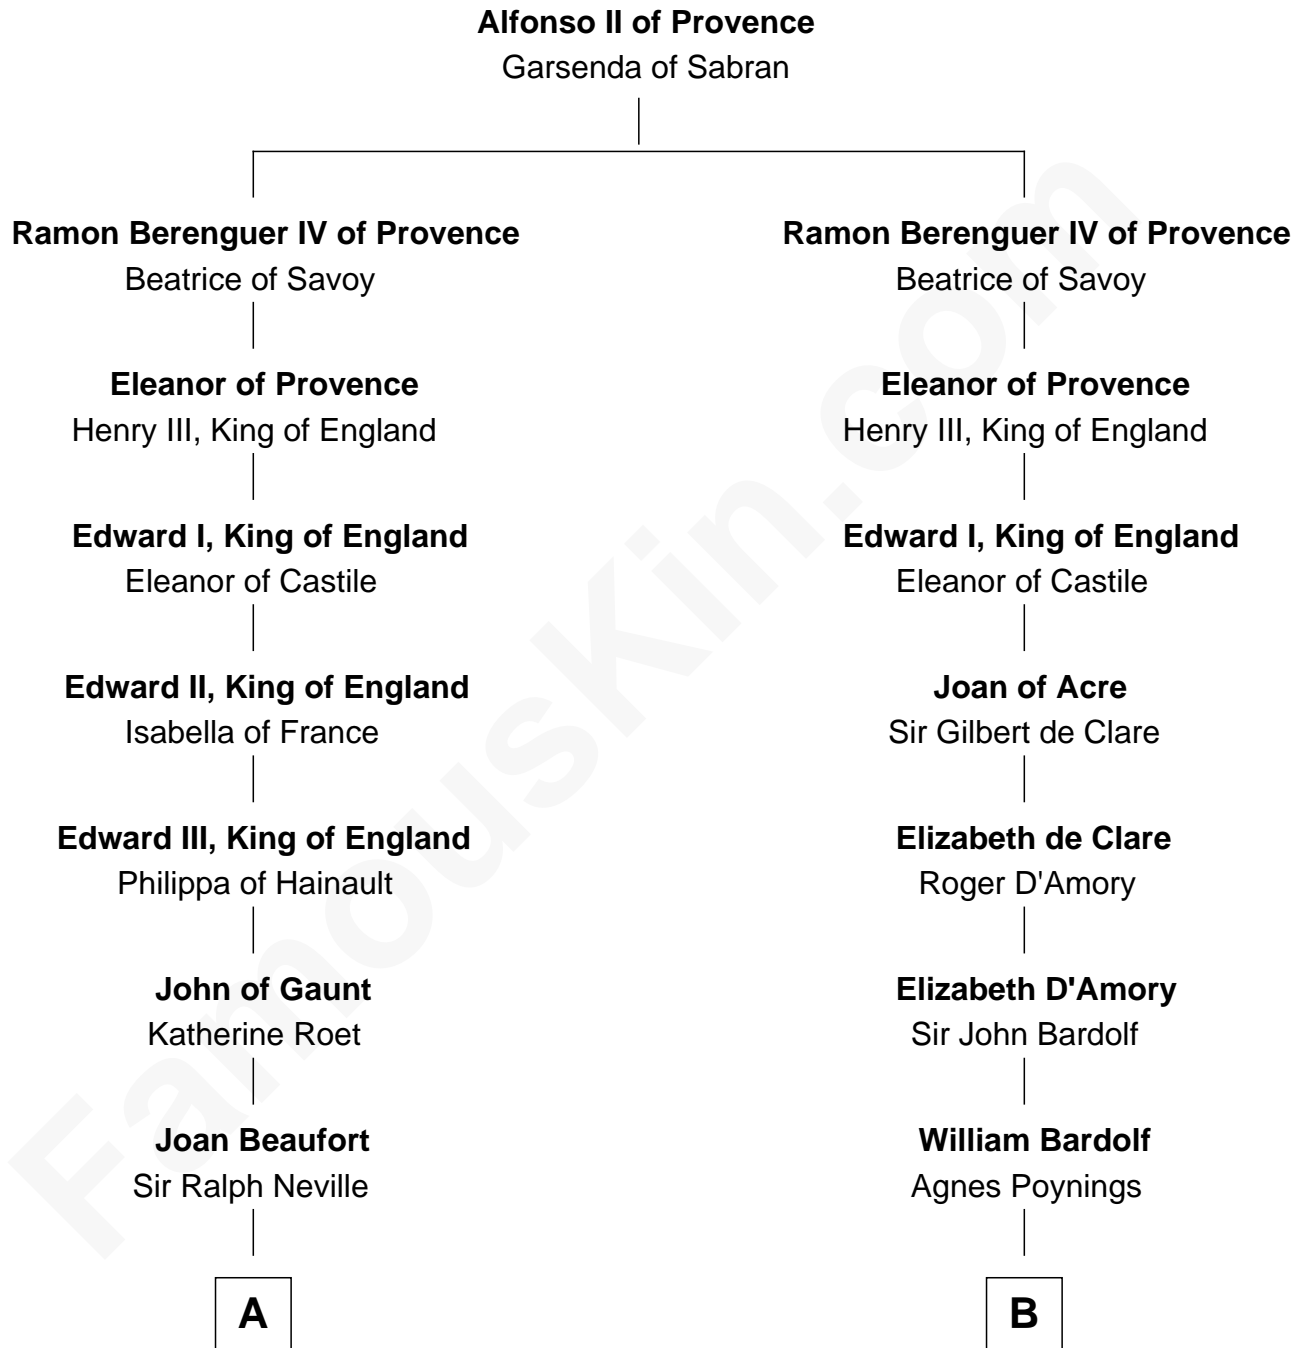 Alfonso II of Provence
Garsenda of Sabran
Ramon Berenguer IV of Provence
Beatrice of Savoy
Eleanor of Provence
Henry III, King of England
Edward I, King of England
Eleanor of Castile
Edward II, King of England
Isabella of France
Edward III, King of England
Philippa of Hainault
John of Gaunt
Katherine Roet
Joan Beaufort
Sir Ralph Neville
A
Ramon Berenguer IV of Provence
Beatrice of Savoy
Eleanor of Provence
Henry III, King of England
Edward I, King of England
Eleanor of Castile
Joan of Acre
Sir Gilbert de Clare
Elizabeth de Clare
Roger D'Amory
Elizabeth D'Amory
Sir John Bardolf
William Bardolf
Agnes Poynings
B
FamousKin.com